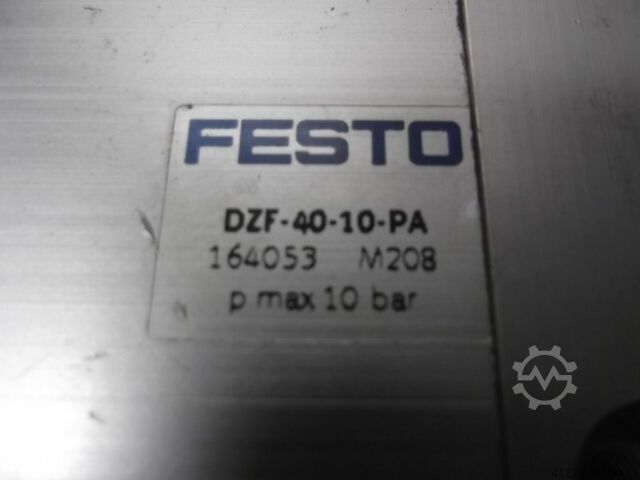 FESTO
DZF-40-10-PA
164053 M208
p max 10 bar